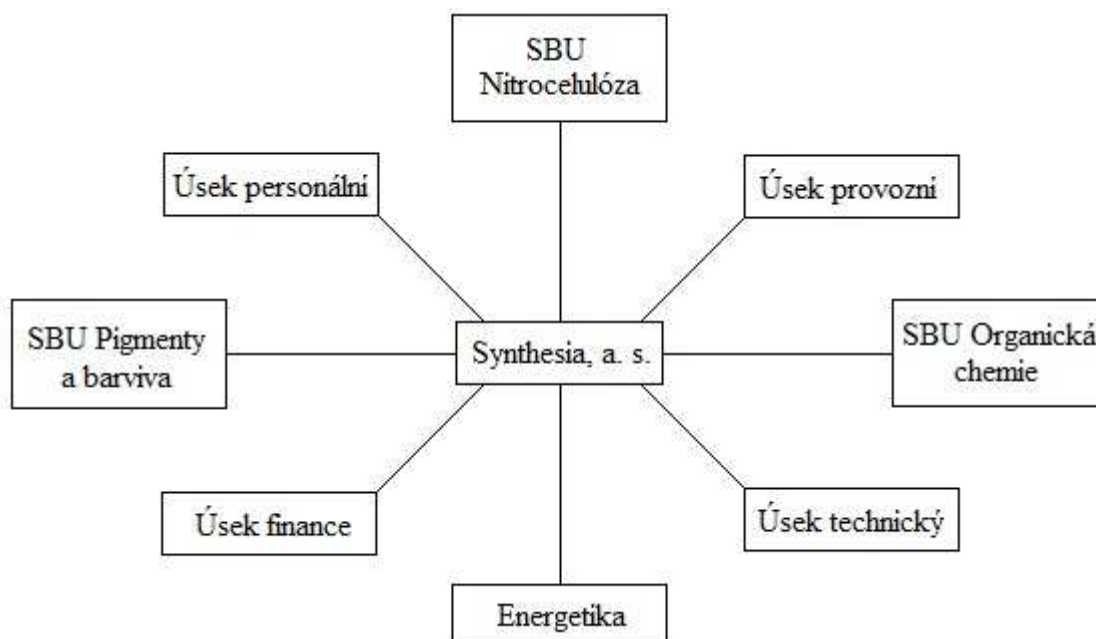 SBU
Nitrocelulóza
Úsek personální
Úsek provozní
SBU Pigmenty
a barviva
Synthesia, a. s.
SBU Organická
chemie
Úsek finance
Úsek technický
Energetika